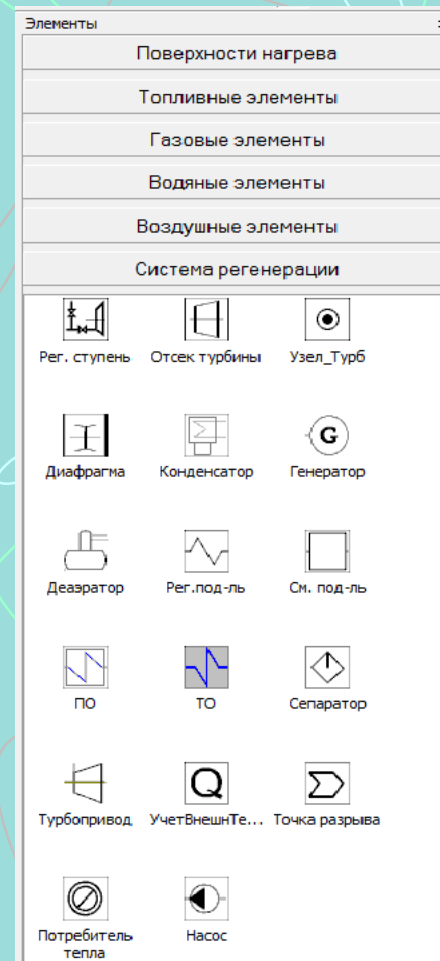 Элементы
Поверхности нагрева
Топливные элементы
Газовые элементы
Водяные элементы
Воздушные элементы
Система регенерации
Рег. ступень Отсек турбины Узел_Турб
Диафрагма Конденсатор Генератор
G
Деаэратор Рег.под-ль См. под-ль
ПО ТО Сепаратор
Q
Турбопривод УчетВнешнТе... Точка разрыва
Потребитель тепла Насос